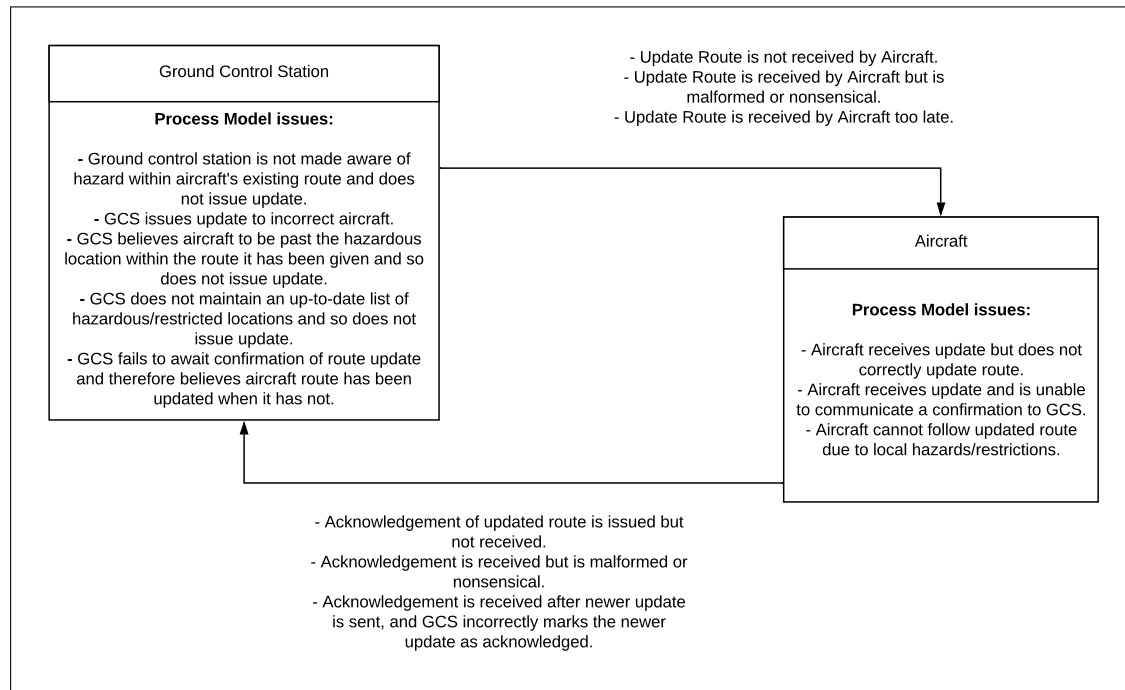 Ground Control Station
Process Model issues:
- Ground control station is not made aware of
hazard within aircraft's existing route and does
not issue update.
- GCS issues update to incorrect aircraft.
- GCS believes aircraft to be past the hazardous
location within the route it has been given and so
does not issue update.
- GCS does not maintain an up-to-date list of
hazardous/restricted locations and so does not
issue update.
- GCS fails to await confirmation of route update
and therefore believes aircraft route has been
updated when it has not.
- Update Route is not received by Aircraft.
- Update Route is received by Aircraft but is
malformed or nonsensical.
- Update Route is received by Aircraft too late.
Aircraft
Process Model issues:
- Aircraft receives update but does not
correctly update route.
- Aircraft receives update and is unable
to communicate a confirmation to GCS.
- Aircraft cannot follow updated route
due to local hazards/restrictions.
- Acknowledgement of updated route is issued but
not received.
- Acknowledgement is received but is malformed or
nonsensical.
- Acknowledgement is received after newer update
is sent, and GCS incorrectly marks the newer
update as acknowledged.